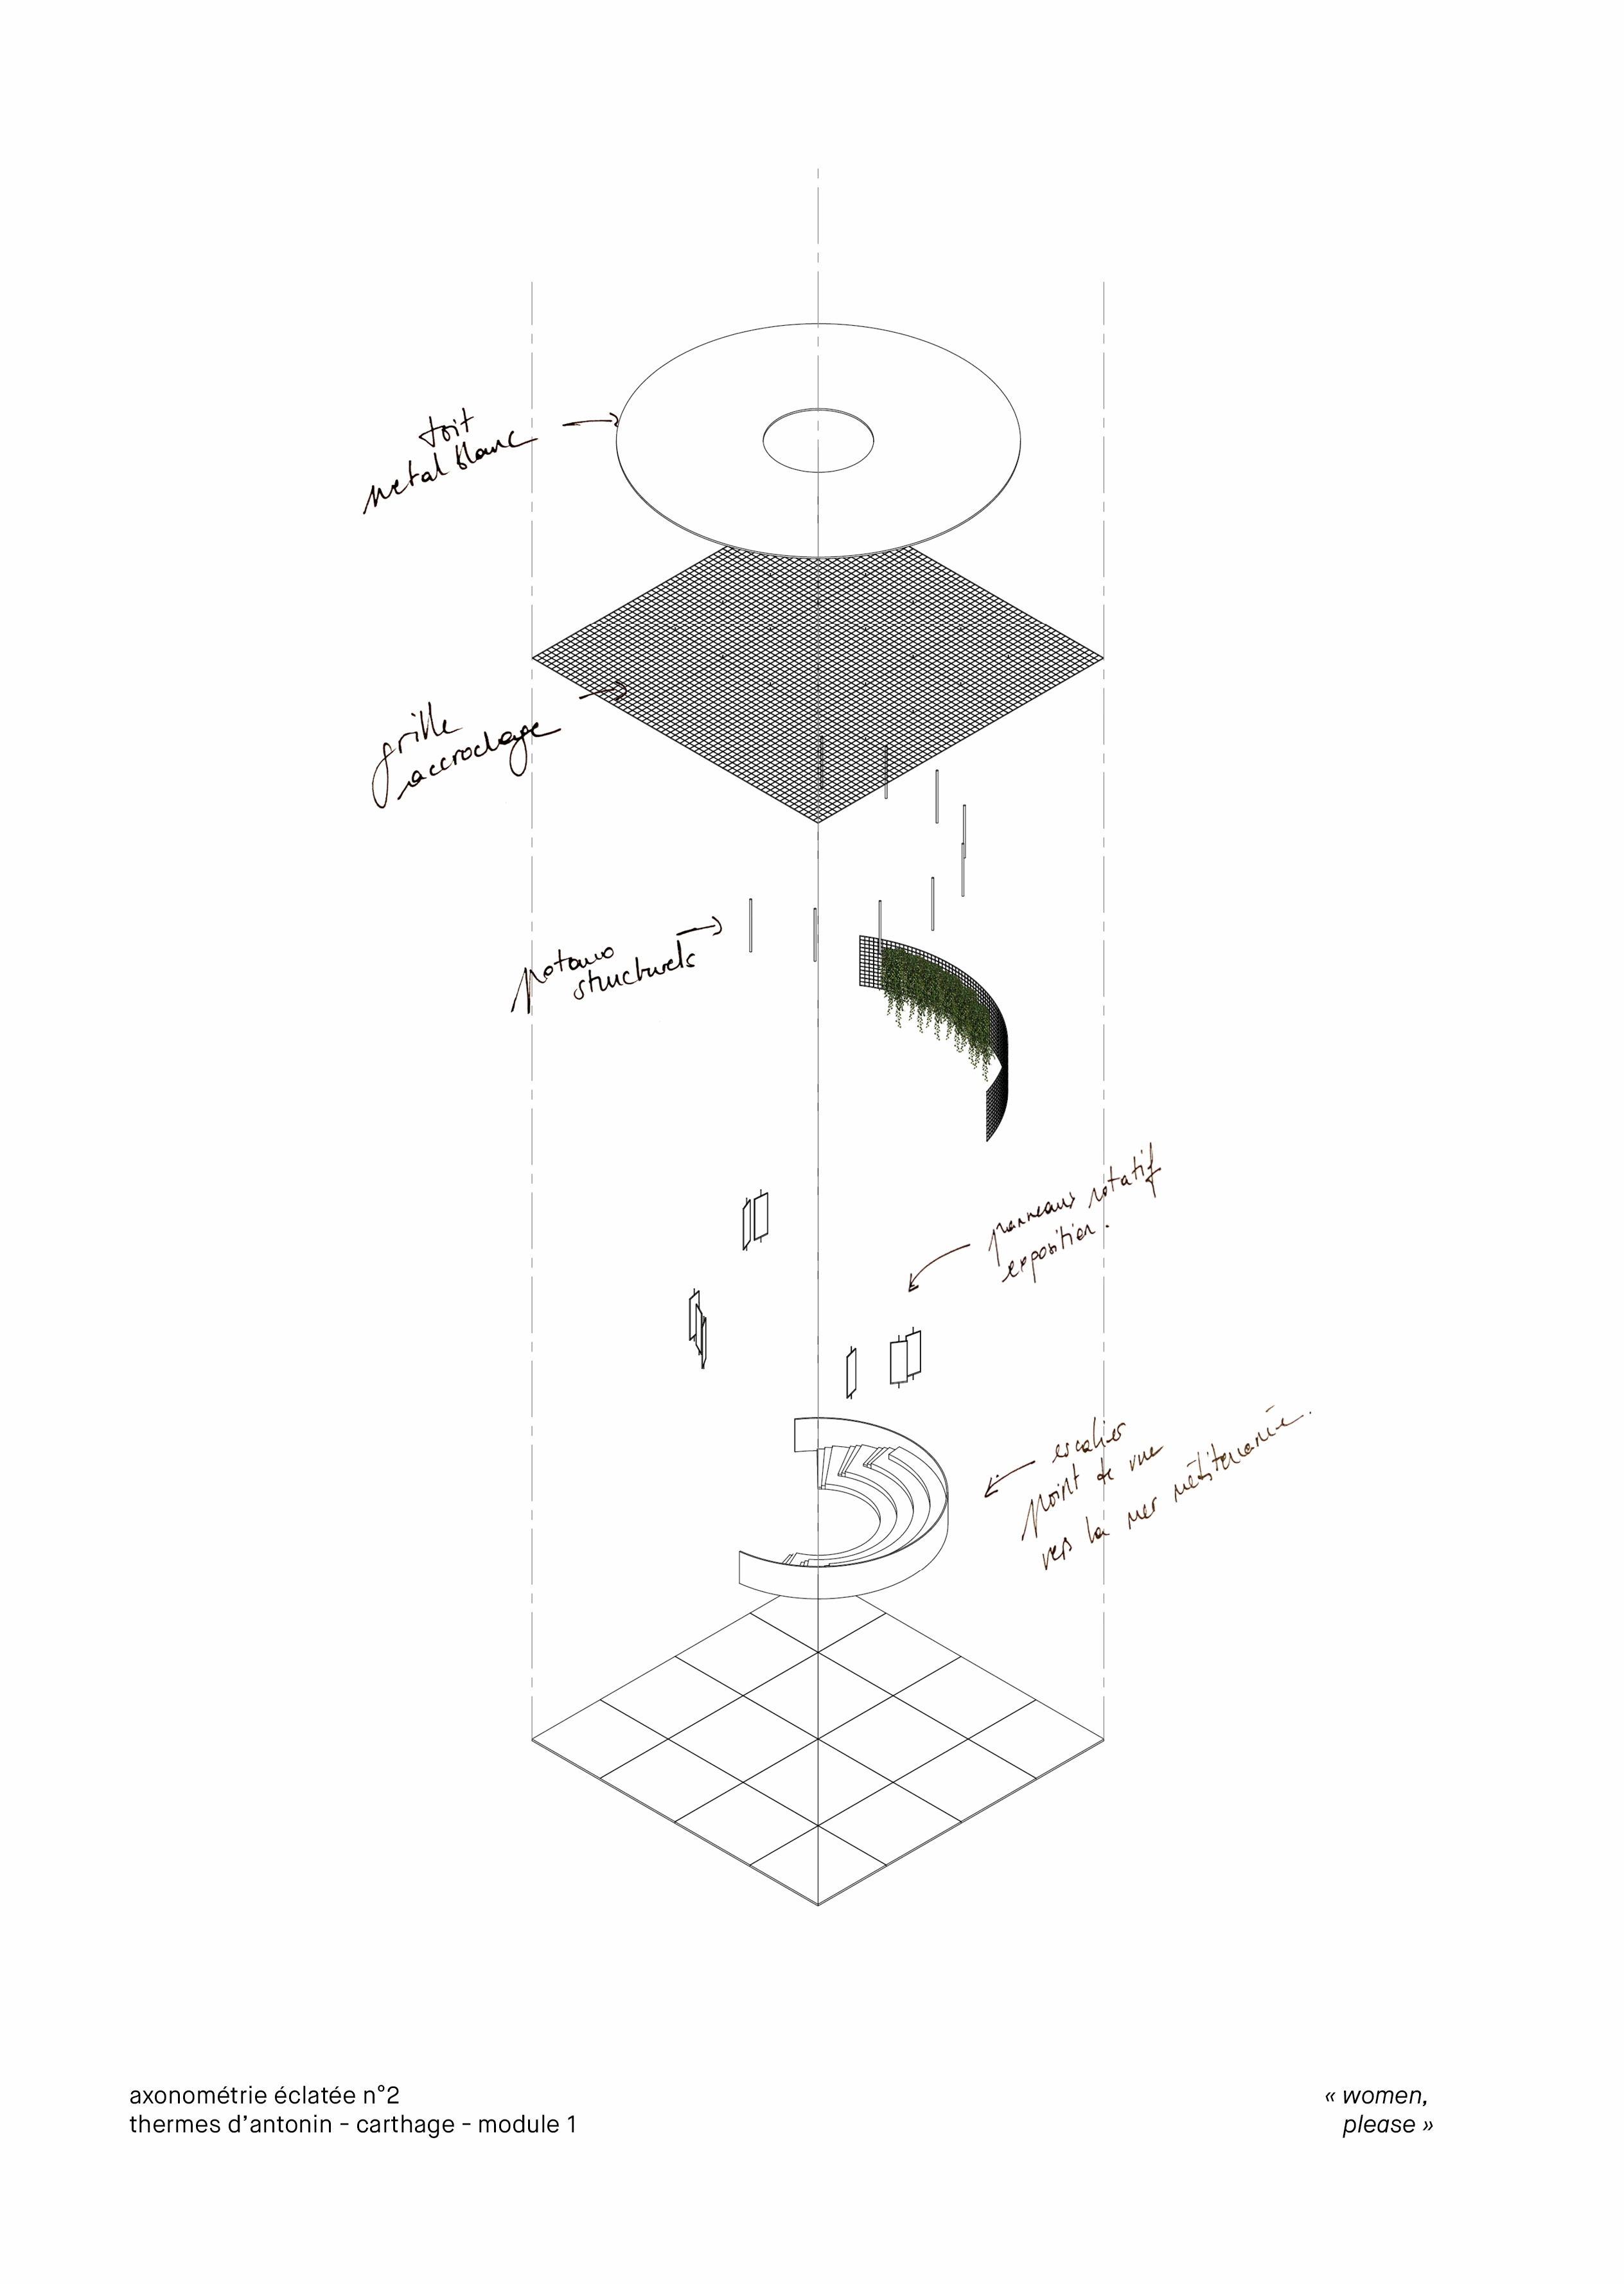 toit
metal blanc
grille
accrochage
poteaux
structurels
panneaux rotatif
exposition.
escalier
point de vue
vers la mer méditerranée.
axonométrie éclatée n°2
thermes d'antonin - carthage - module 1
« women,
please »